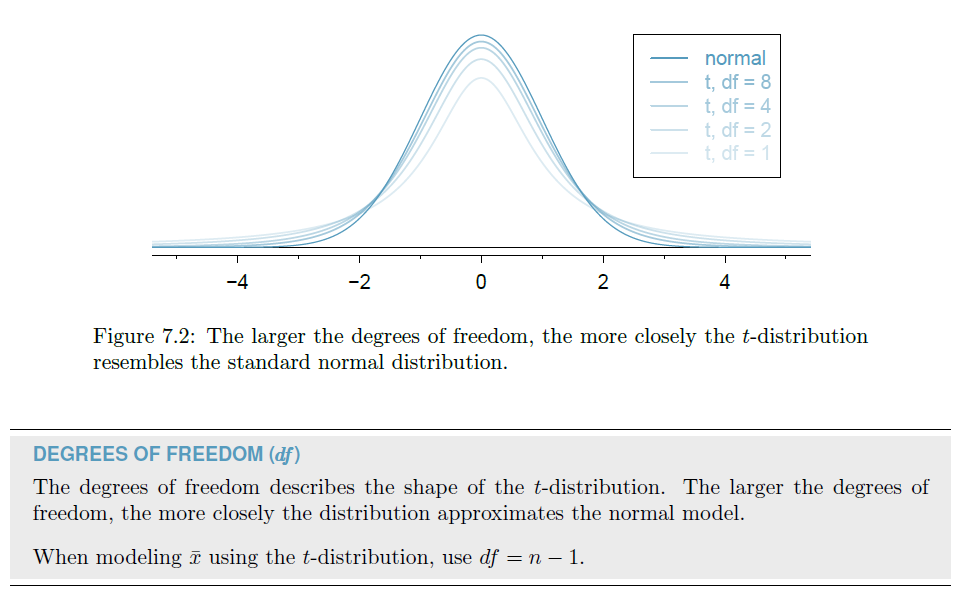 normal
t, df = 8
t, df = 4
t, df = 2
t, df = 1
−4
−2
0
2
4
Figure 7.2: The larger the degrees of freedom, the more closely the t-distribution
resembles the standard normal distribution.
DEGREES OF FREEDOM (df)
The degrees of freedom describes the shape of the t-distribution. The larger the degrees of
freedom, the more closely the distribution approximates the normal model.
When modeling x̄ using the t-distribution, use df = n − 1.